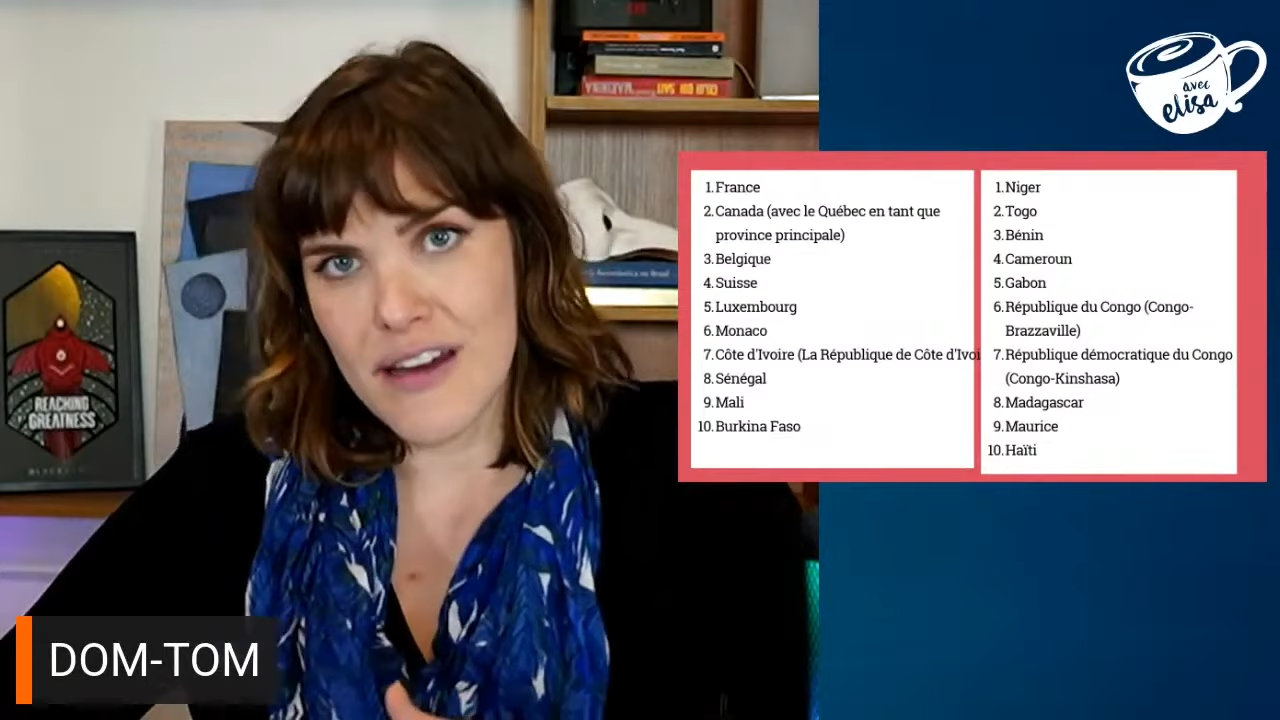 avec
elisa
1. France
2. Canada (avec le Québec en tant que
province principale)
3. Belgique
4. Suisse
5. Luxembourg
6. Monaco
7. Côte d'Ivoire (La République de Côte d'Ivoi
8. Sénégal
9. Mali
10. Burkina Faso
1. Niger
2. Togo
3. Bénin
4. Cameroun
5. Gabon
6. République du Congo (Congo-
Brazzaville)
7. République démocratique du Congo
(Congo-Kinshasa)
8. Madagascar
9. Maurice
10. Haïti
REACHING
GREATNESS
DOM-TOM